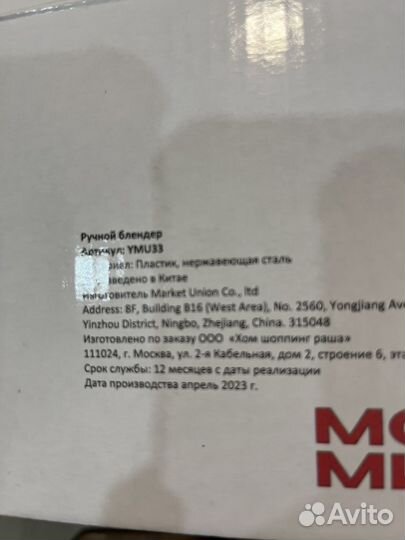 Ручной блендер
Артикул: YMU33
Материал: Пластик, нержавеющая сталь
Произведено в Китае
Изготовитель Market Union Co., ltd
Address: 8F, Building B16 (West Area), No. 2560, Yongjiang Ave
Yinzhou District, Ningbo, Zhejiang, China. 315048
Изготовлено по заказу ООО «Хом шоппинг раша»
111024, г. Москва, ул. 2-я Кабельная, дом 2, строение 6, эта
Срок службы: 12 месяцев с даты реализации
Дата производства апрель 2023 г.
Avito